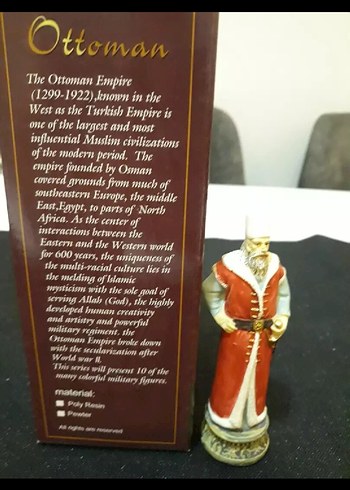 Ottoman
The Ottoman Empire
(1299-1922),known in the
West as the Turkish Empire is
one of the largest and most
influential Muslim civilizations
of the modern period. The
empire founded by Osman
covered grounds from much of
southeastern Europe, the middle
East,Egypt, to parts of North
Africa. As the center of
interactions between the
Eastern and the Western world
for 600 years, the uniqueness of
the multi-racial culture lies in
the melding of Islamic
mysticism with the sole goal of
serring Allah (God), the highly
developed human creativity
and artistry and powerful
military regiment. the
Ottoman Empire broke down
with the secularization after
World war II.
This series will present 10 of the
many colorful military figures.
material:
Poly Resin
Pewter
All rights are reserved